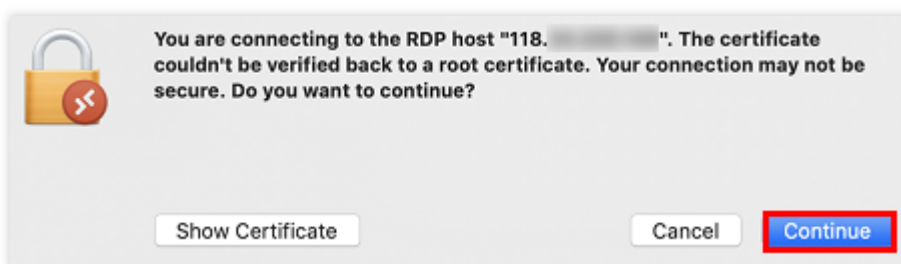 You are connecting to the RDP host "118. ". The certificate
couldn't be verified back to a root certificate. Your connection may not be
secure. Do you want to continue?
Show Certificate
Cancel
Continue